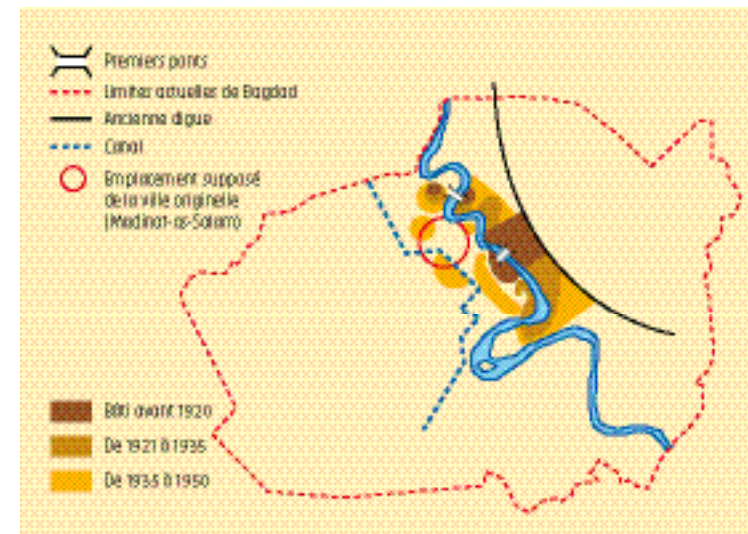 Premiers ponts
Limites actuelles de Bagdad
Ancienne digue
Canal
Emplacement supposé
de la ville originelle
(Madinat-as-Salam)
Bâti avant 1920
De 1921 à 1935
De 1935 à 1950